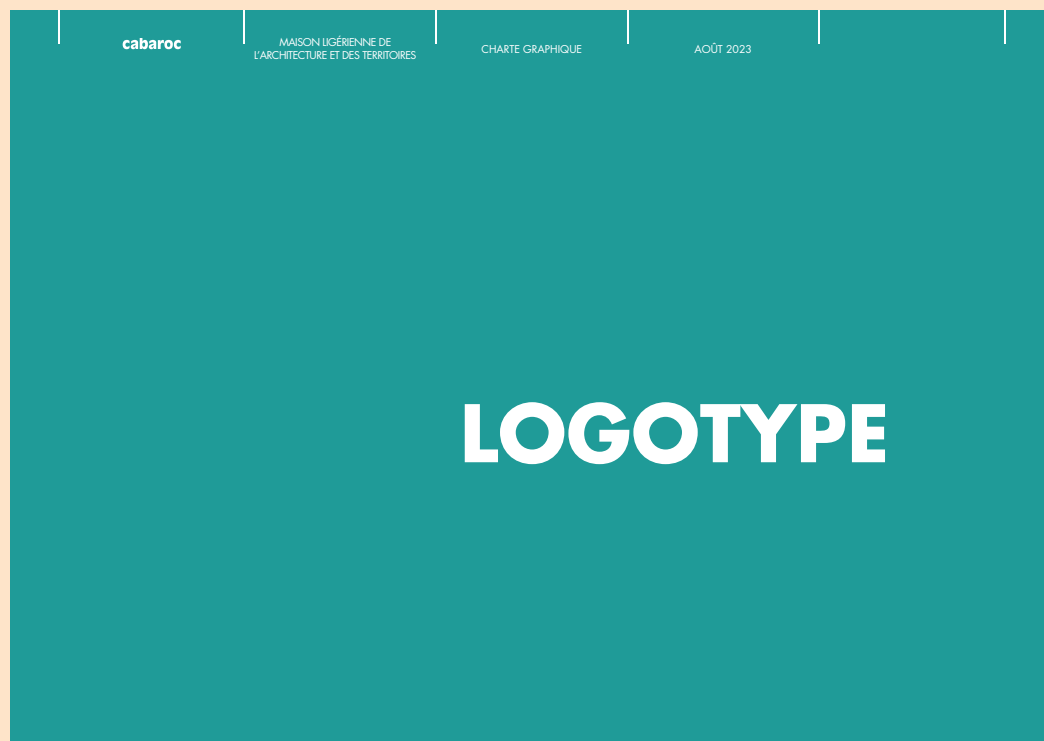 cabaroc
MAISON LIGÉRIENNE DE
L'ARCHITECTURE ET DES TERRITOIRES
CHARTE GRAPHIQUE
AOÛT 2023
LOGOTYPE